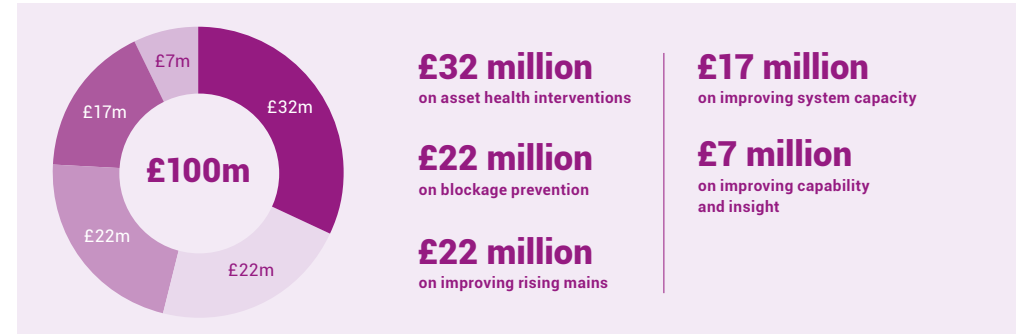 £7m
£32m
£17m
£100m
£22m
£22m
£32 million
on asset health interventions
£22 million
on blockage prevention
£22 million
on improving rising mains
£17 million
on improving system capacity
£7 million
on improving capability
and insight